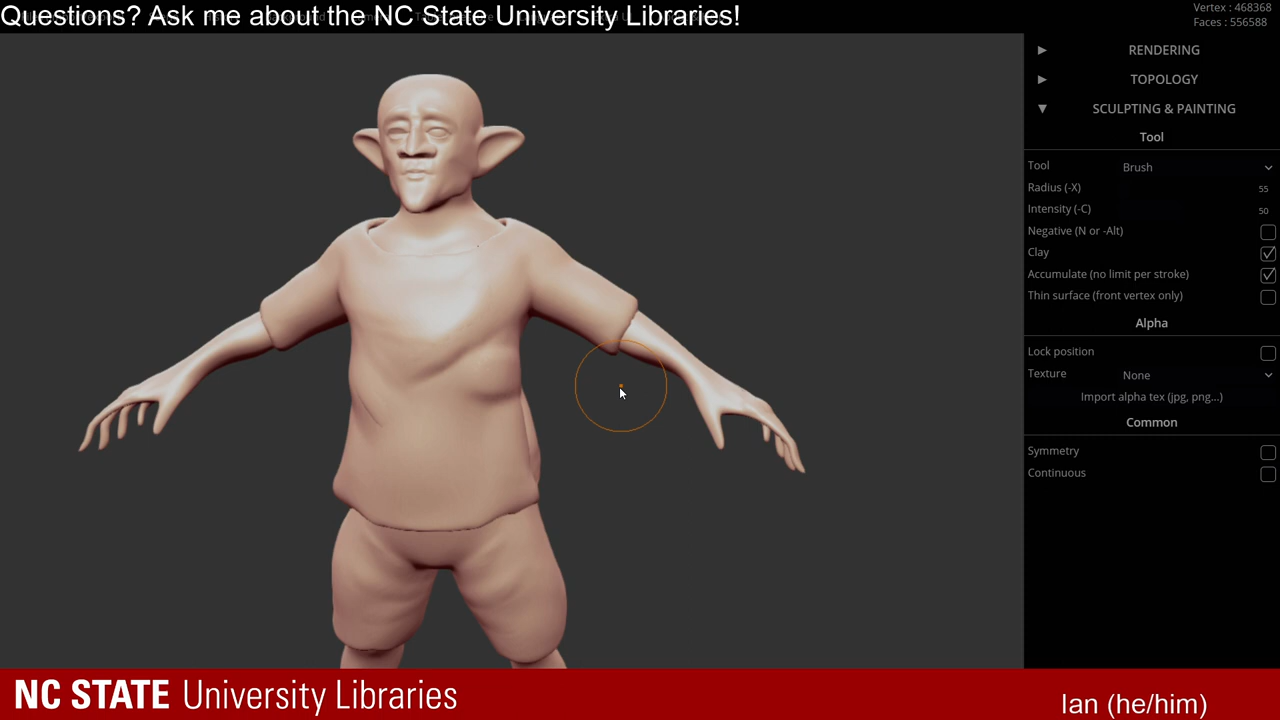 Questions? Ask me about the NC State University Libraries!
Vertex : 468368
Faces : 556588
RENDERING
TOPOLOGY
SCULPTING & PAINTING
Tool
Tool Brush
Radius (-X) 55
Intensity (-C) 50
Negative (N or -Alt)
Clay
Accumulate (no limit per stroke)
Thin surface (front vertex only)
Alpha
Lock position
Texture None
Import alpha tex (jpg, png...)
Common
Symmetry
Continuous
NC STATE University Libraries
Ian (he/him)